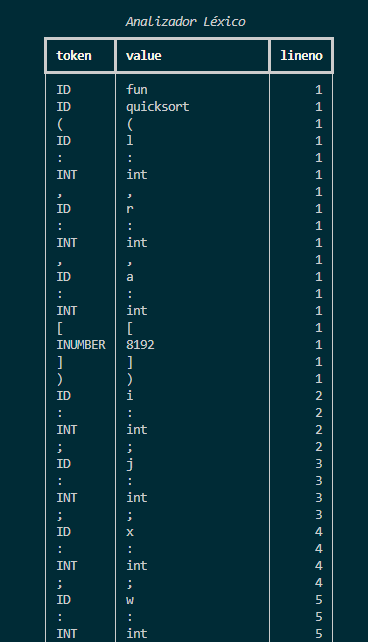 Analizador Léxico
token value lineno
ID fun 1
ID quicksort 1
( ( 1
ID l 1
: : 1
INT int 1
, , 1
ID r 1
: : 1
INT int 1
, , 1
ID a 1
: : 1
INT int 1
[ [ 1
INUMBER 8192 1
] ] 1
) ) 1
ID i 2
: : 2
INT int 2
; ; 2
ID j 3
: : 3
INT int 3
; ; 3
ID x 4
: : 4
INT int 4
; ; 4
ID w 5
: : 5
INT int 5